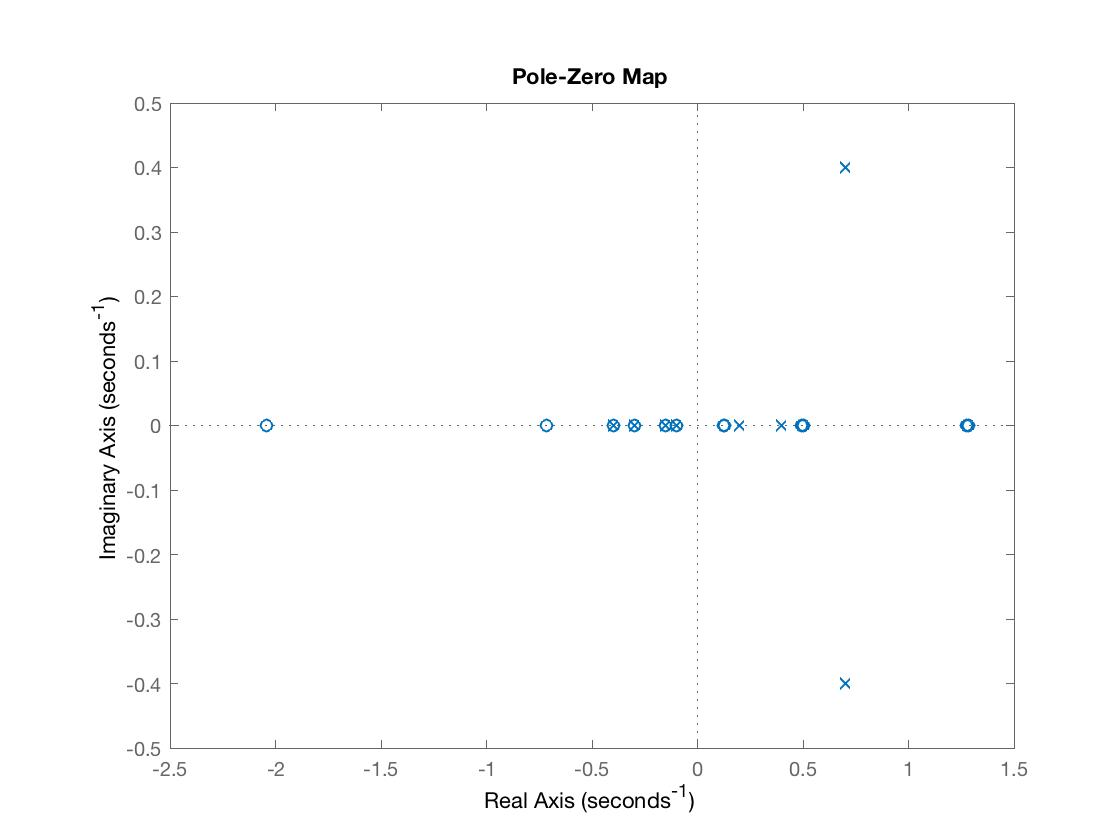 Pole-Zero Map
0.5
0.4
0.3
0.2
0.1
0
-0.1
-0.2
-0.3
-0.4
-0.5
Imaginary Axis (seconds⁻¹)
-2.5 -2 -1.5 -1 -0.5 0 0.5 1 1.5
Real Axis (seconds⁻¹)